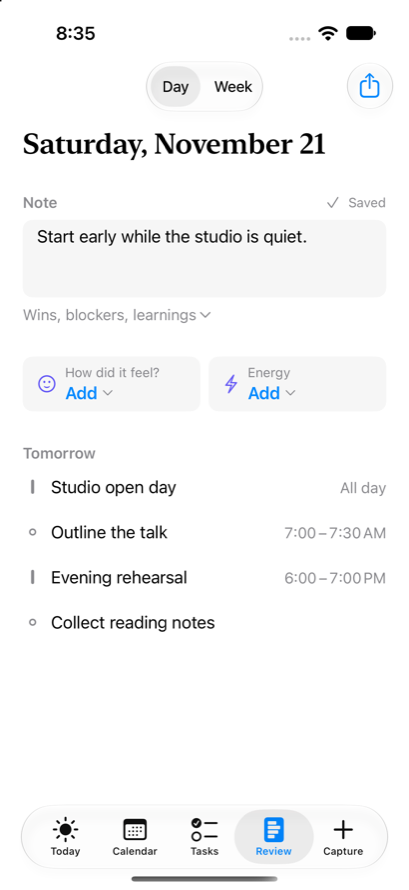 8:35
Day Week
Saturday, November 21
Note Saved
Start early while the studio is quiet.
Wins, blockers, learnings
How did it feel? Energy
Add Add
Tomorrow
Studio open day All day
Outline the talk 7:00–7:30 AM
Evening rehearsal 6:00–7:00 PM
Collect reading notes
Today Calendar Tasks Review Capture